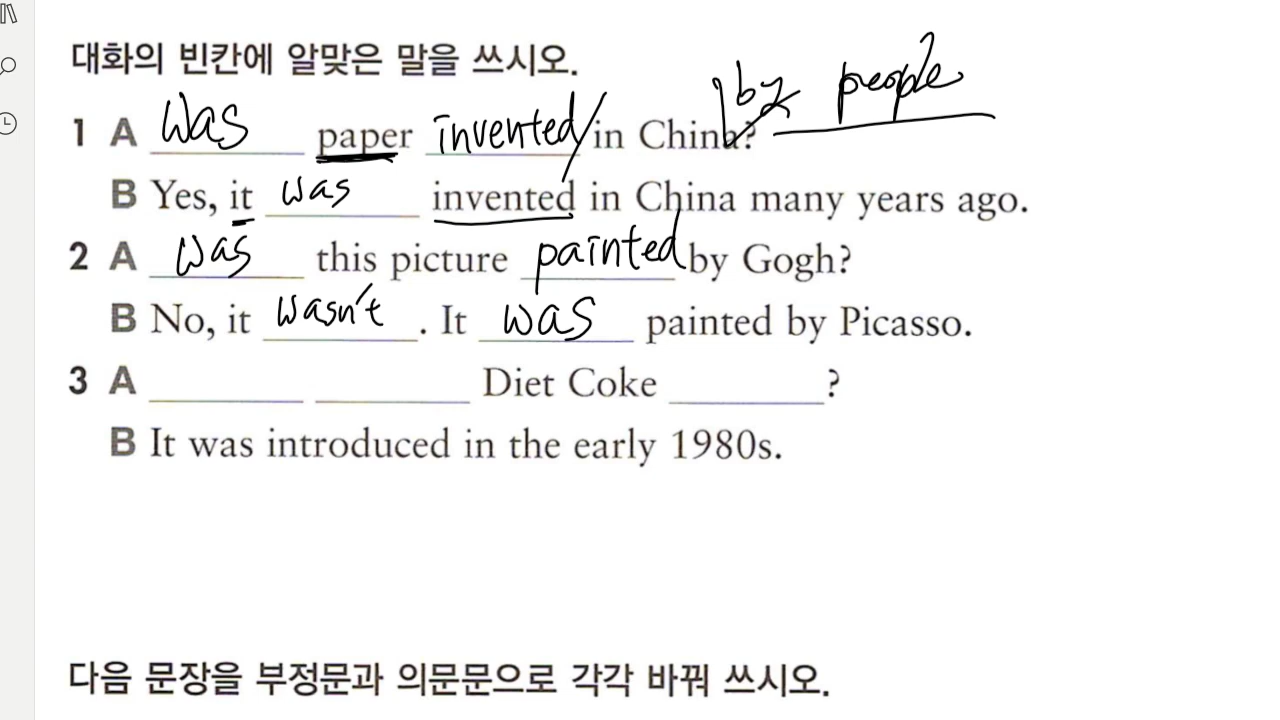 대화의 빈칸에 알맞은 말을 쓰시오.
by people
1 A Was paper invented / in China?
B Yes, it was invented in China many years ago.
2 A Was this picture painted by Gogh?
B No, it wasn't. It was painted by Picasso.
3 A ______ ______ Diet Coke ______?
B It was introduced in the early 1980s.
다음 문장을 부정문과 의문문으로 각각 바꿔 쓰시오.